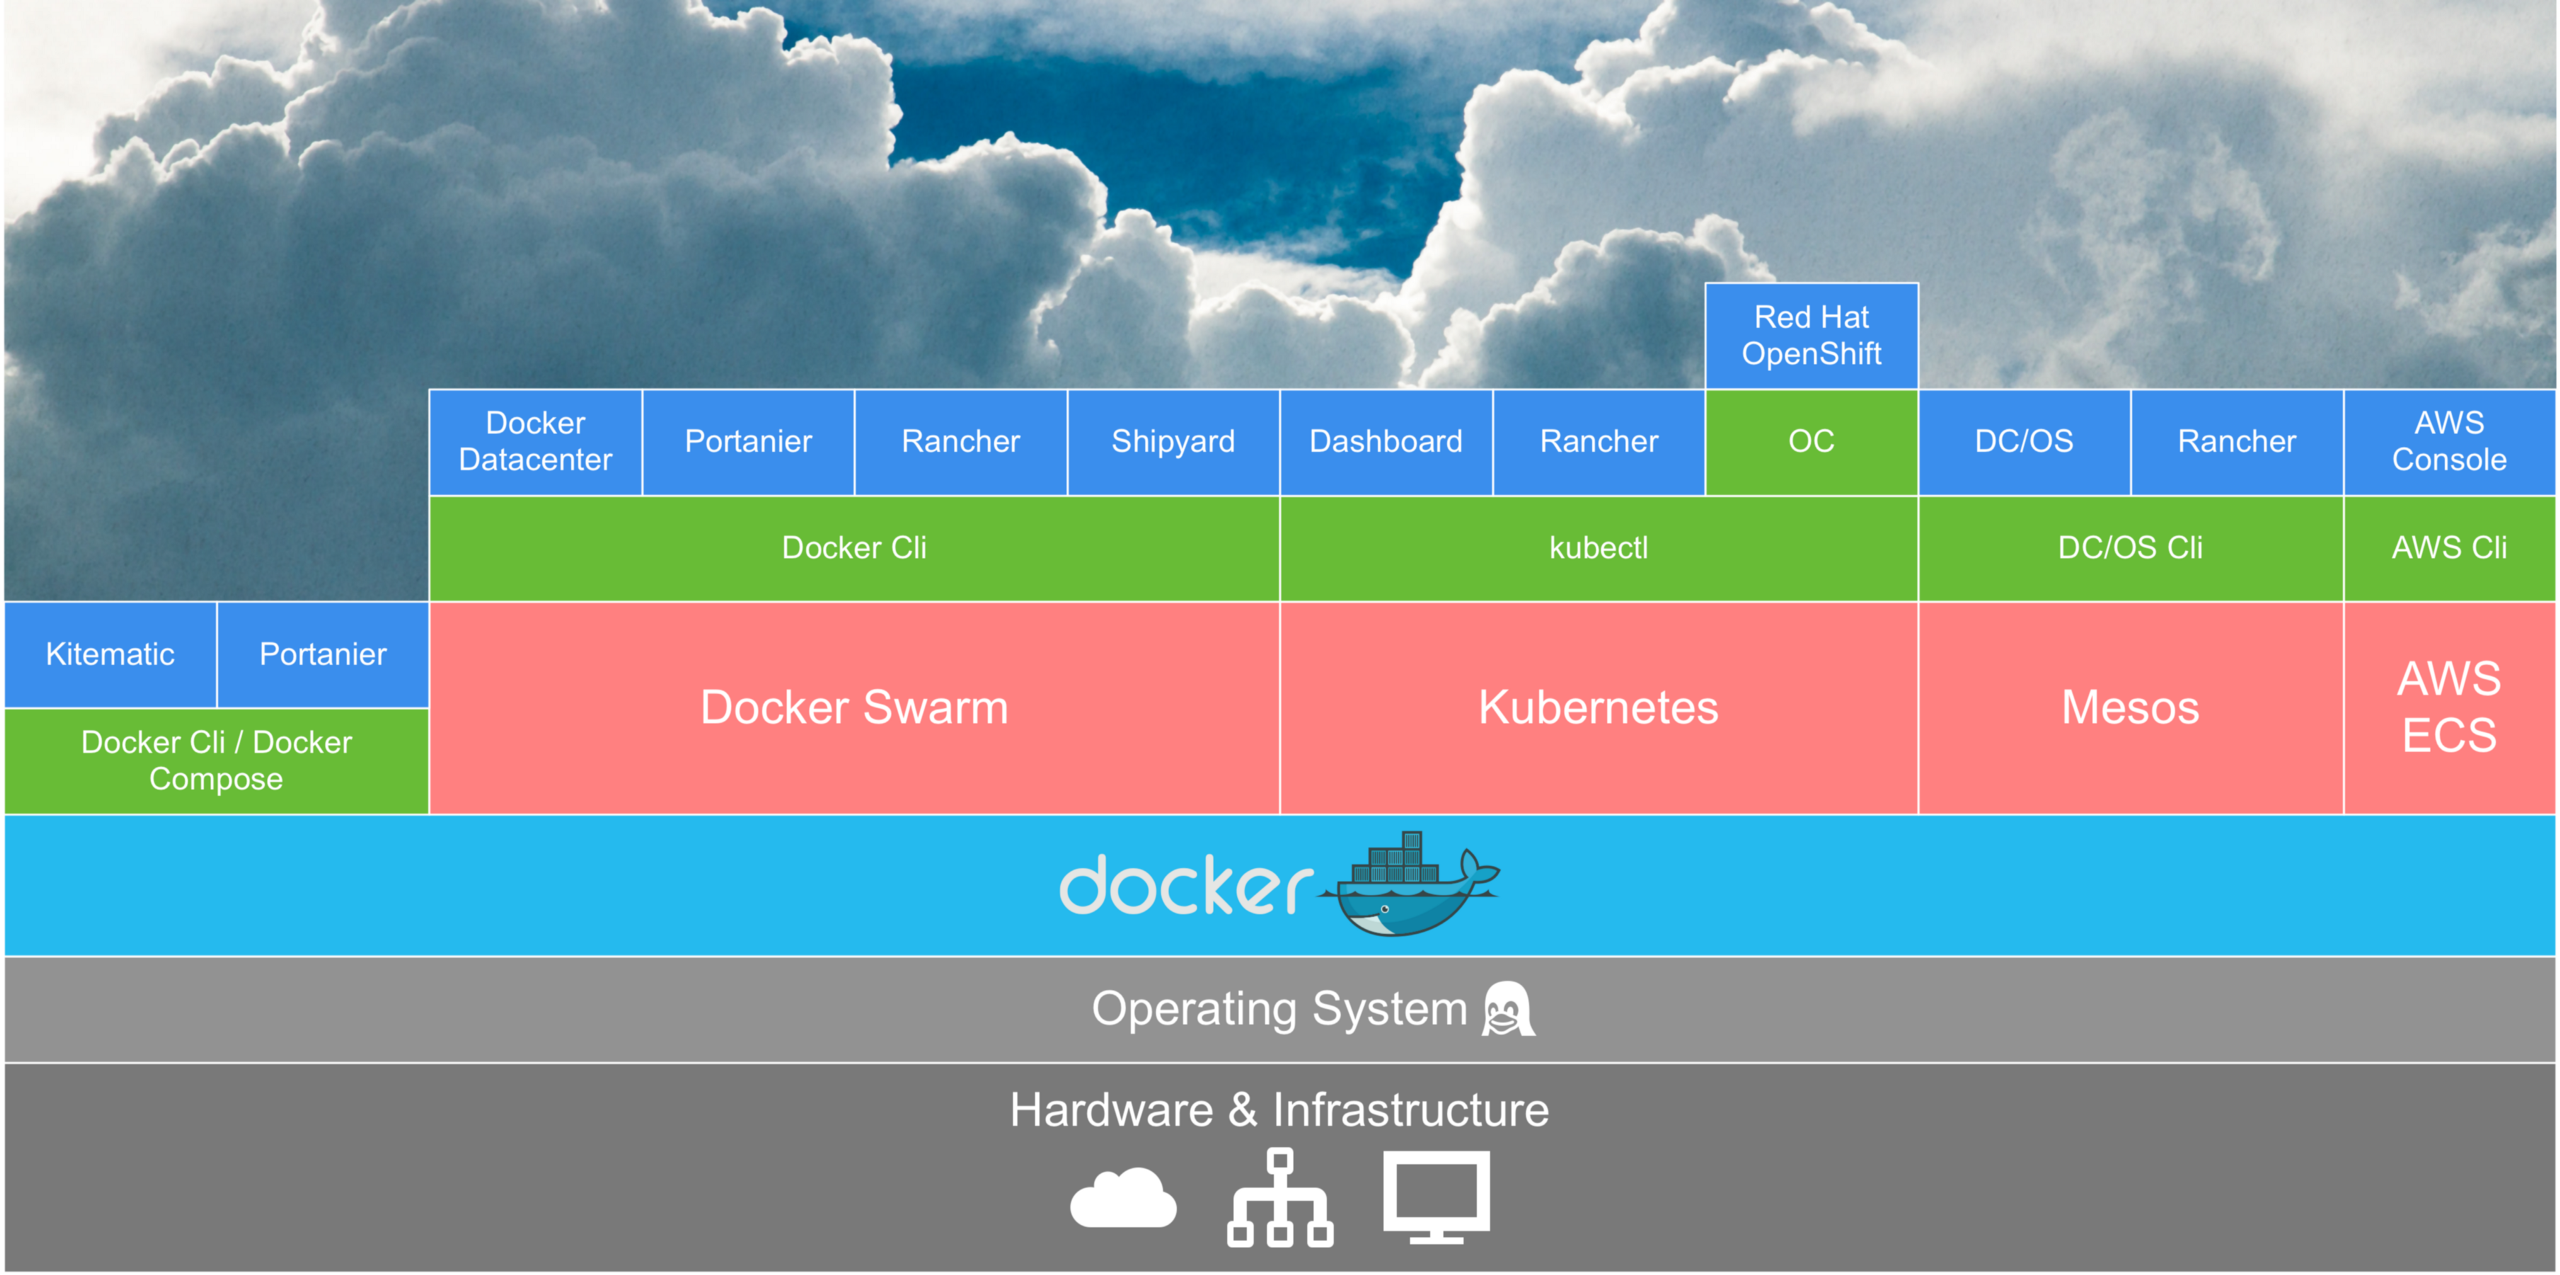 Red Hat
OpenShift
Docker
Datacenter
Portanier
Rancher
Shipyard
Dashboard
Rancher
OC
DC/OS
Rancher
AWS
Console
Docker Cli
kubectl
DC/OS Cli
AWS Cli
Kitematic
Portanier
Docker Cli / Docker
Compose
Docker Swarm
Kubernetes
Mesos
AWS
ECS
docker
Operating System
Hardware & Infrastructure